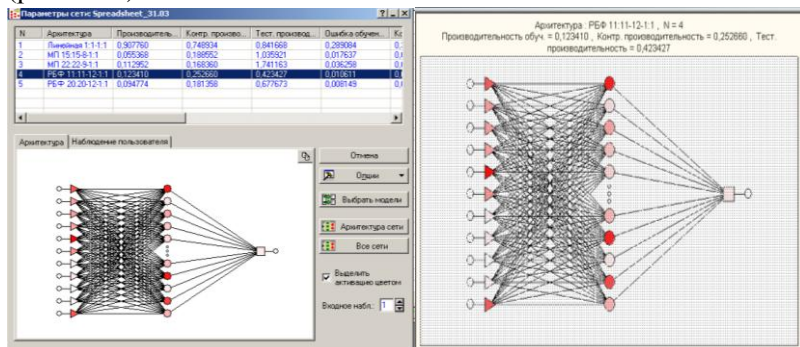 (р
Параметры сети: Spreadsheet_31.03
N Архитектура Производитель... Контр. произво... Тест. производ... Ошибка обучен... Ко
1 Линейная 1:1-1:1 0,907760 0,748934 0,841668 0,289084
2 МП 15:15-8-1:1 0,055368 0,188552 1,035921 0,017637
3 МП 22:22-9-1:1 0,112952 0,168360 1,741163 0,036258
4 РБФ 11:11-12-1:1 0,123410 0,252660 0,423427 0,010611
5 РБФ 20:20-12-1:1 0,094774 0,181358 0,677673 0,008149
Архитектура Наблюдение пользователя
Отмена
Опции
Выбрать модели
Архитектура сети
Все сети
Выделить
активацию цветом
Входное набл.: 1
Архитектура : РБФ 11:11-12-1:1 , N = 4
Производительность обуч. = 0,123410 , Контр. производительность = 0,252660 , Тест.
производительность = 0,423427